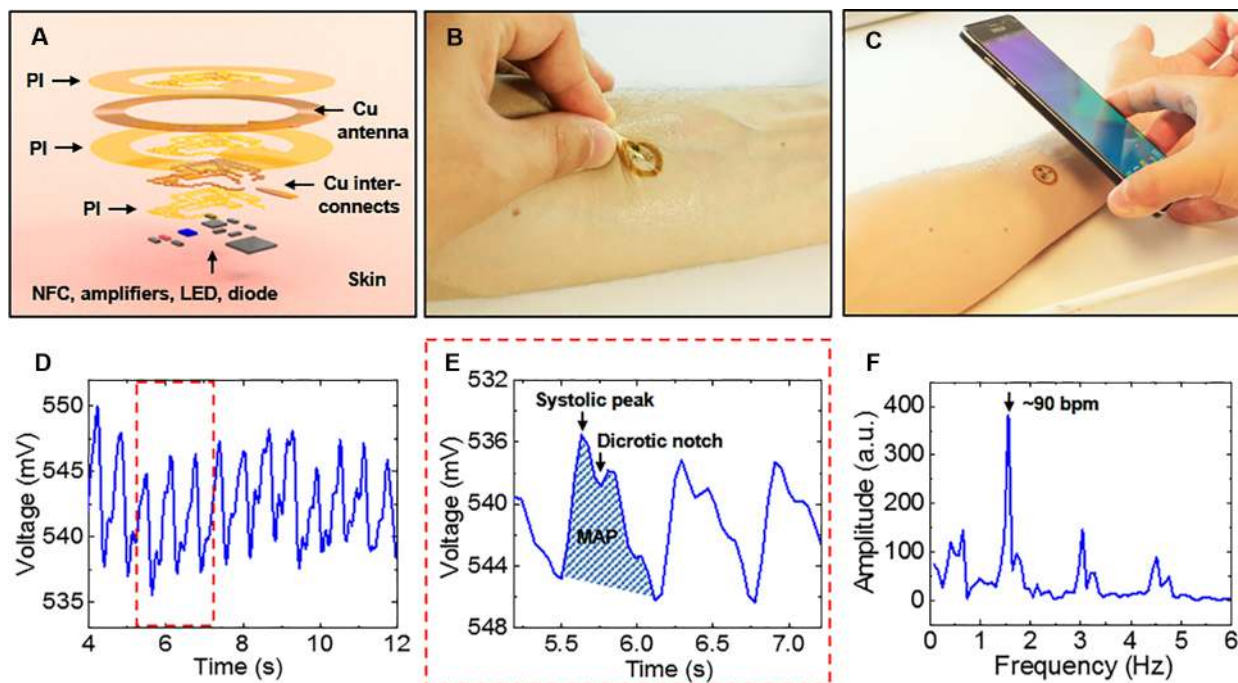 A
PI
Cu
antenna
PI
Cu inter-
connects
PI
NFC, amplifiers, LED, diode
Skin
B
C
D
550
545
540
535
Voltage (mV)
4
6
8
10
12
Time (s)
E
532
536
540
544
548
Voltage (mV)
Systolic peak
Dicrotic notch
MAP
5.5
6.0
6.5
7.0
Time (s)
F
400
300
200
100
0
Amplitude (a.u.)
~90 bpm
0
1
2
3
4
5
6
Frequency (Hz)